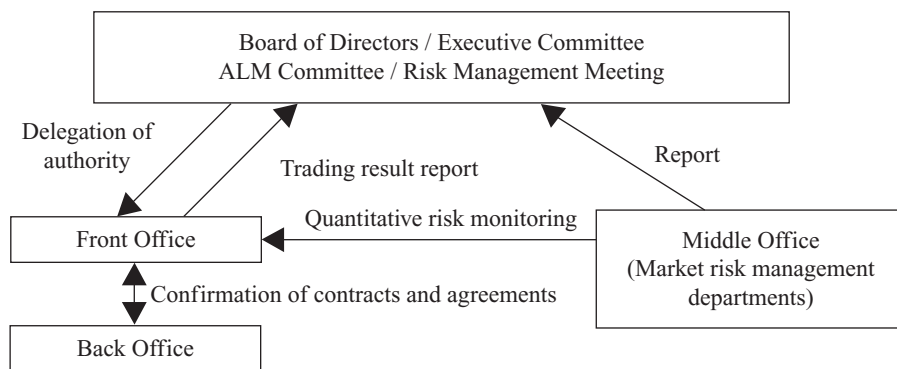 Board of Directors / Executive Committee
ALM Committee / Risk Management Meeting
Delegation of
authority
Trading result report
Report
Quantitative risk monitoring
Front Office
Middle Office
(Market risk management
departments)
Confirmation of contracts and agreements
Back Office